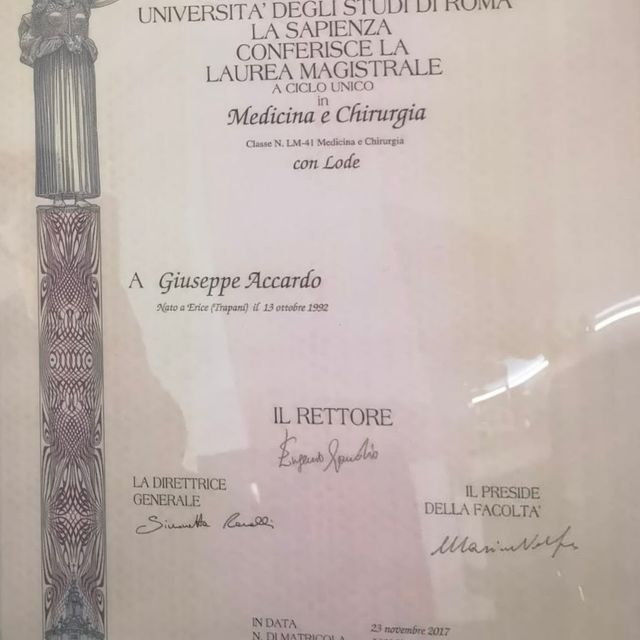 UNIVERSITA' DEGLI STUDI DI ROMA
LA SAPIENZA
CONFERISCE LA
LAUREA MAGISTRALE
A CICLO UNICO
in
Medicina e Chirurgia
Classe N. LM-41 Medicina e Chirurgia
con Lode
A Giuseppe Accardo
Nato a Erice (Trapani) il 13 ottobre 1992
IL RETTORE
LA DIRETTRICE
GENERALE
IL PRESIDE
DELLA FACOLTA'
IN DATA 23 novembre 2017
N. DI MATRICOLA